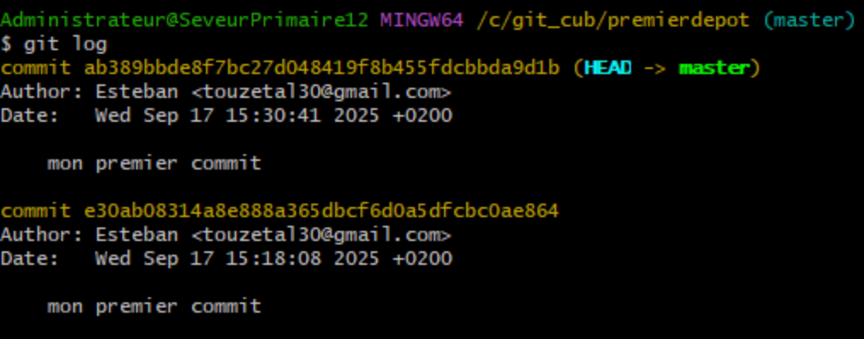 Administrateur@SeveurPrimaire12 MINGW64 /c/git_cub/premierdepot (master)
$ git log
commit ab389bbde8f7bc27d048419f8b455fdcbbda9d1b (HEAD -> master)
Author: Esteban <touzetal30@gmail.com>
Date:   Wed Sep 17 15:30:41 2025 +0200

    mon premier commit

commit e30ab08314a8e888a365dbcf6d0a5dfcbc0ae864
Author: Esteban <touzetal30@gmail.com>
Date:   Wed Sep 17 15:18:08 2025 +0200

    mon premier commit